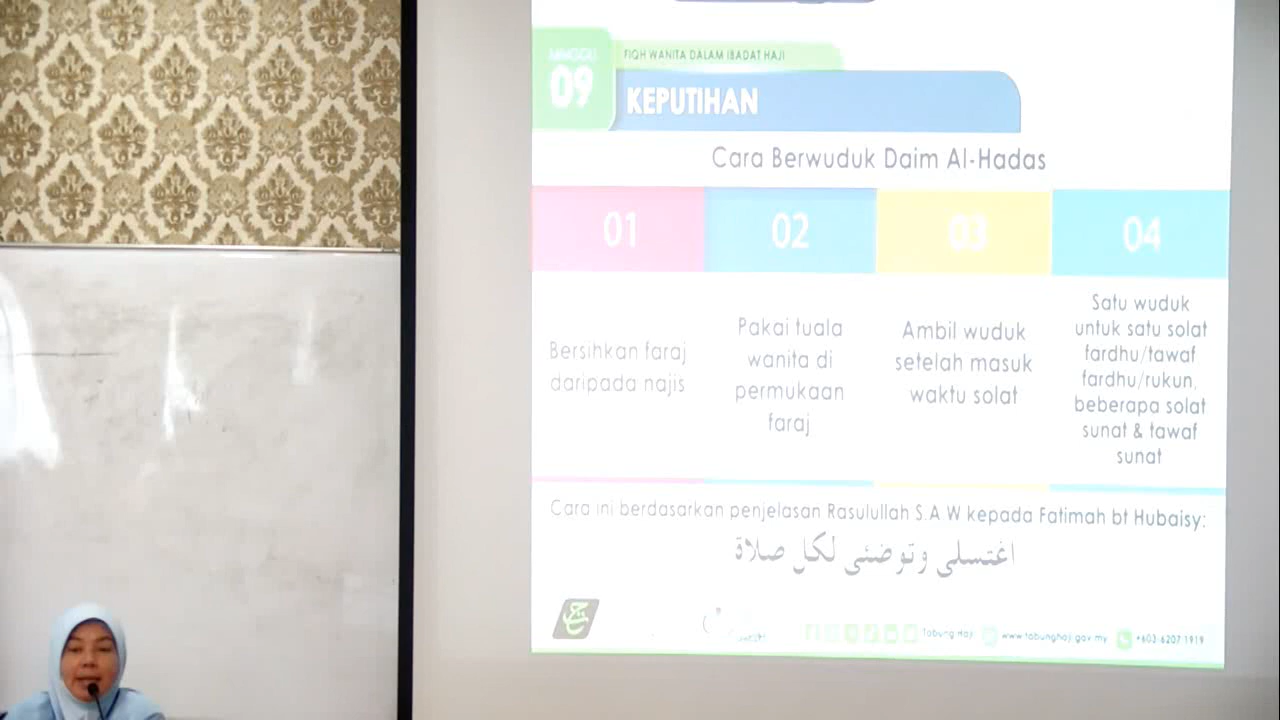 MINGGU
09
FIQH WANITA DALAM IBADAT HAJI
KEPUTIHAN
Cara Berwuduk Daim Al-Hadas
01
02
03
04
Bersihkan faraj
daripada najis
Pakai tuala
wanita di
permukaan
faraj
Ambil wuduk
setelah masuk
waktu solat
Satu wuduk
untuk satu solat
fardhu/tawaf
fardhu/rukun,
beberapa solat
sunat & tawaf
sunat
Cara ini berdasarkan penjelasan Rasulullah S.A W kepada Fatimah bt Hubaisy:
اغتسلى وتوضئى لكل صلاة
Tabung Haji www.tabunghaji.gov.my +603-6207 1919